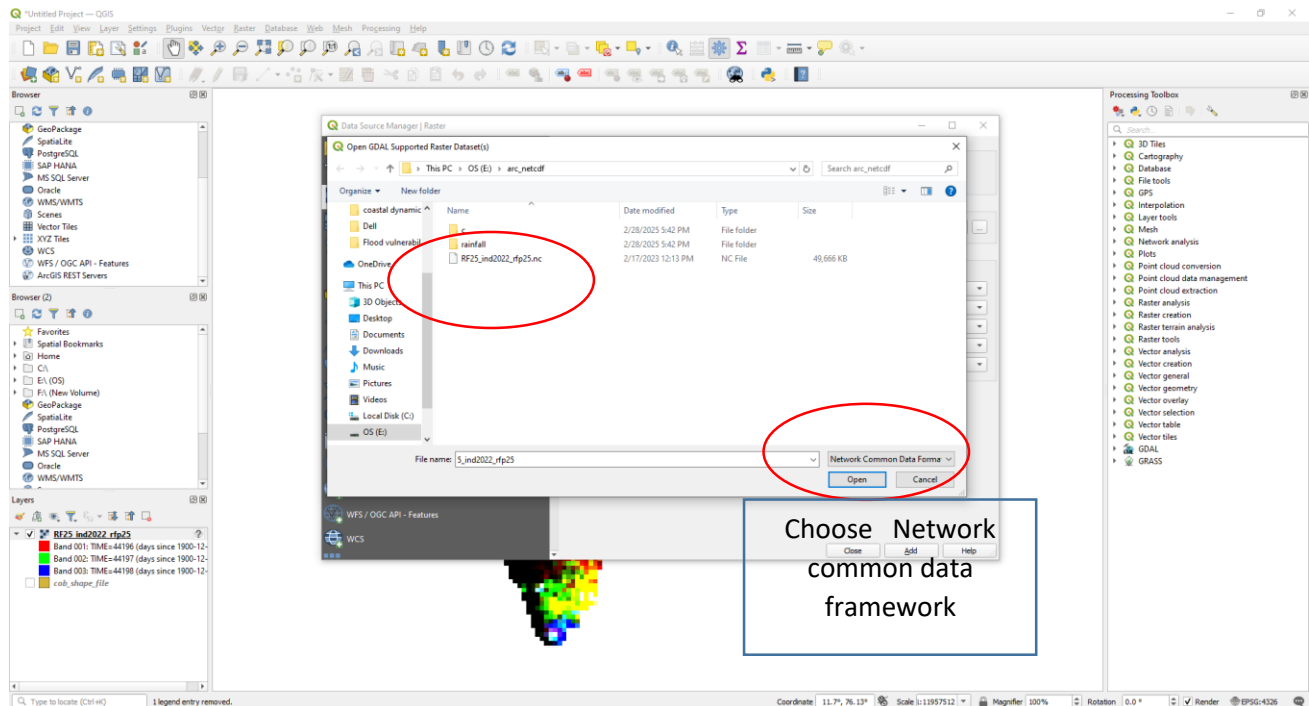 *Untitled Project — QGIS
Project Edit View Layer Settings Plugins Vector Raster Database Web Mesh Processing Help
Browser
GeoPackage
SpatiaLite
PostgreSQL
SAP HANA
MS SQL Server
Oracle
WMS/WMTS
Scenes
Vector Tiles
XYZ Tiles
WCS
WFS / OGC API - Features
ArcGIS REST Servers
Browser (2)
Favorites
Spatial Bookmarks
Home
C:\
E:\ (OS)
F:\ (New Volume)
GeoPackage
SpatiaLite
PostgreSQL
SAP HANA
MS SQL Server
Oracle
WMS/WMTS
Layers
RF25_ind2022_rfp25
Band 001: TIME=44196 (days since 1900-12-
Band 002: TIME=44197 (days since 1900-12-
Band 003: TIME=44198 (days since 1900-12-
cob_shape_file
Data Source Manager | Raster
Open GDAL Supported Raster Dataset(s)
This PC > OS (E:) > arc_netcdf
Search arc_netcdf
Organize New folder
coastal dynamic
Dell
Flood vulnerabil
OneDrive
This PC
3D Objects
Desktop
Documents
Downloads
Music
Pictures
Videos
Local Disk (C:)
OS (E:)
Name Date modified Type Size
c 2/28/2025 5:42 PM File folder
rainfall 2/28/2025 5:42 PM File folder
RF25_ind2022_rfp25.nc 2/17/2023 12:13 PM NC File 49,666 KB
File name: 5_ind2022_rfp25 Network Common Data Forma
Open Cancel
WFS / OGC API - Features
WCS
Close Add Help
Choose Network
common data
framework
Processing Toolbox
Search...
3D Tiles
Cartography
Database
File tools
GPS
Interpolation
Layer tools
Mesh
Network analysis
Plots
Point cloud conversion
Point cloud data management
Point cloud extraction
Raster analysis
Raster creation
Raster terrain analysis
Raster tools
Vector analysis
Vector creation
Vector general
Vector geometry
Vector overlay
Vector selection
Vector table
Vector tiles
GDAL
GRASS
Type to locate (Ctrl+K) 1 legend entry removed. Coordinate 11.7°, 76.13° Scale 1:11957512 Magnifier 100% Rotation 0.0 ° Render EPSG:4326